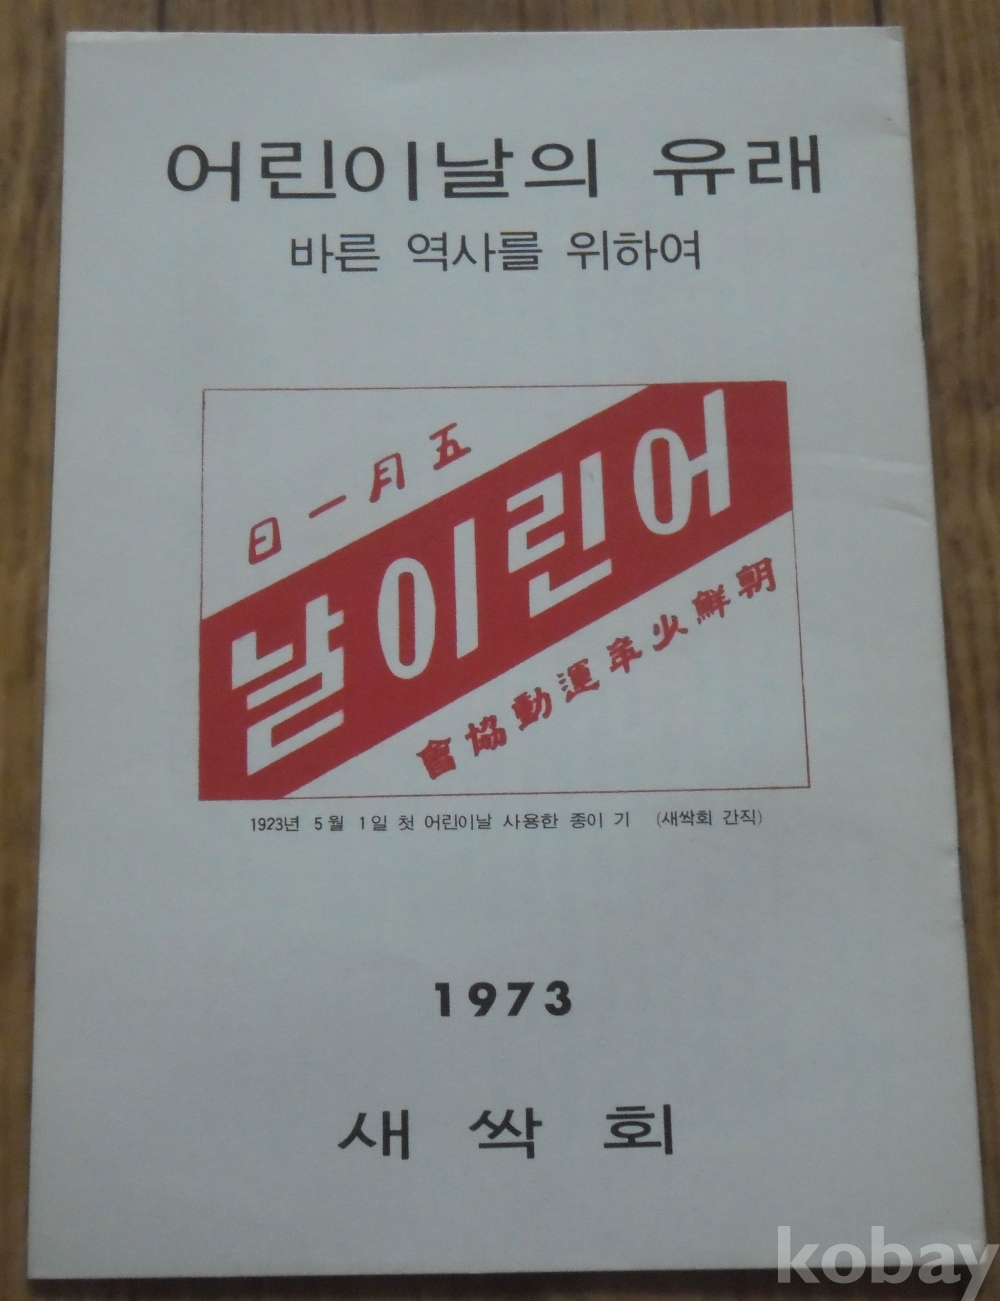 어린이날의 유래
바른 역사를 위하여
五月一日
어린이날
朝鮮少年運動協會
1923년 5월 1일 첫 어린이날 사용한 종이 기 (새싹회 간직)
1973
새싹회
kobay